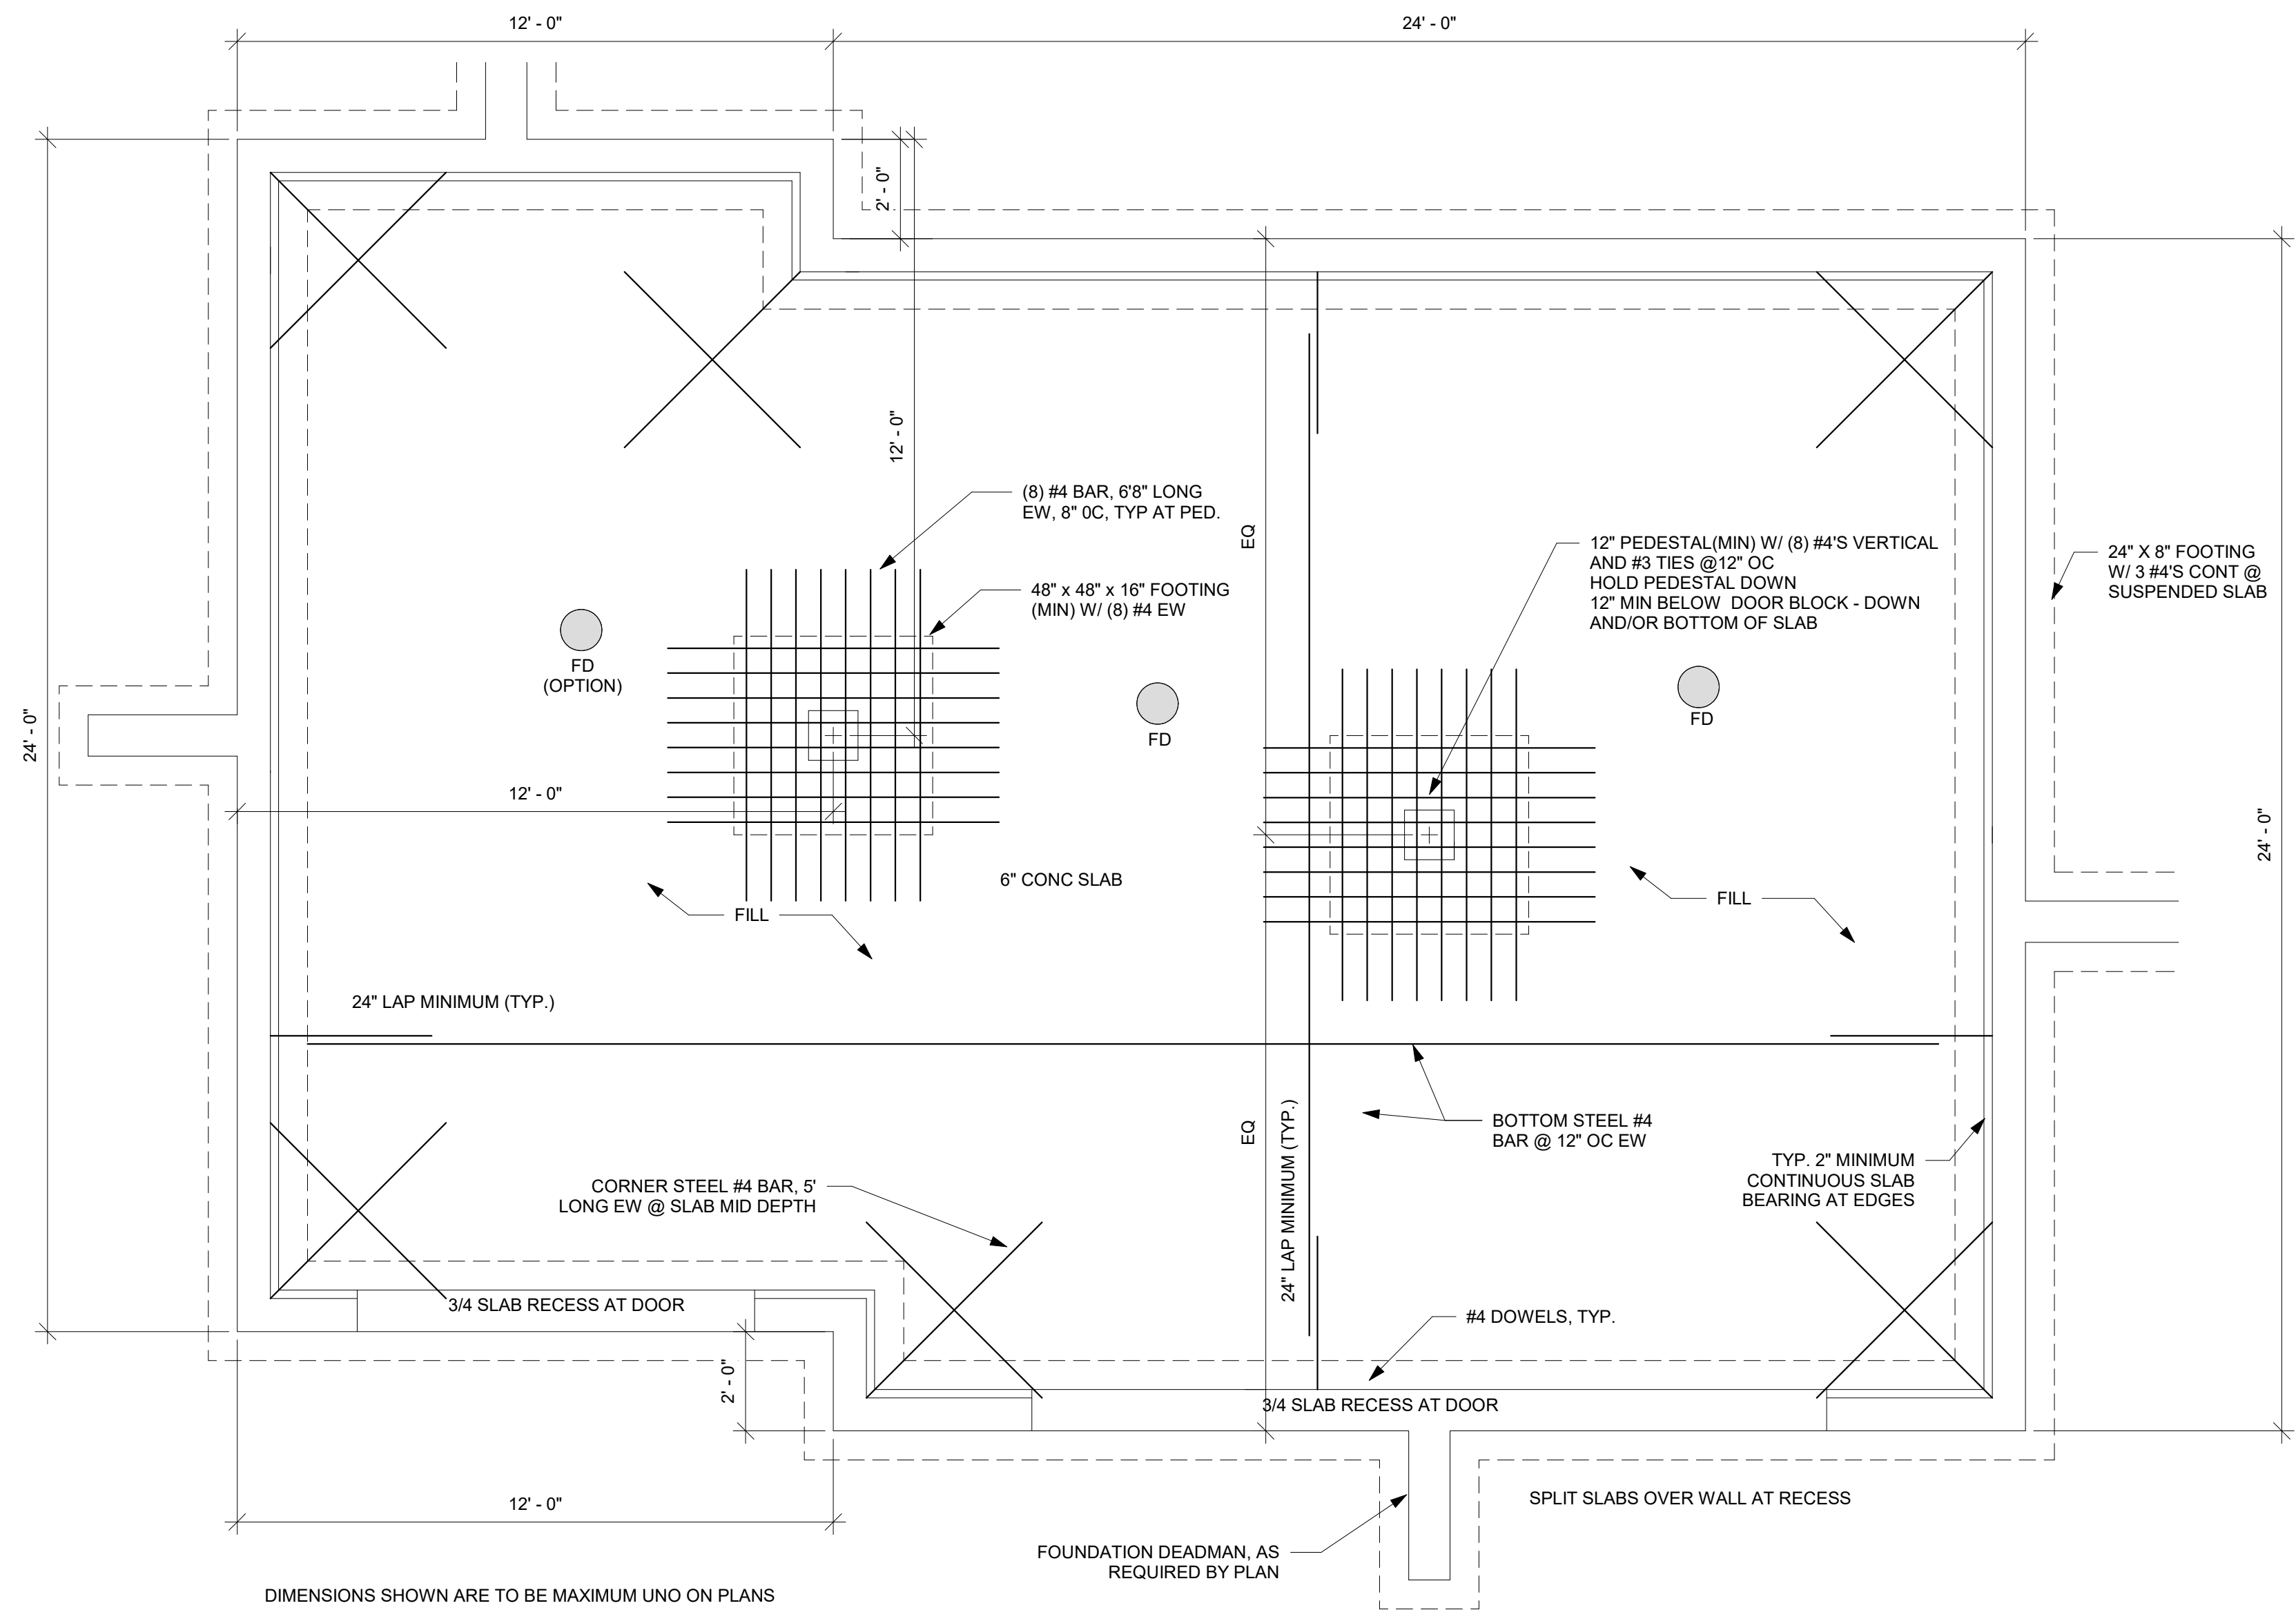 12' - 0"
24' - 0"
2' - 0"
12' - 0"
(8) #4 BAR, 6'8" LONG
EW, 8" 0C, TYP AT PED.
EQ
12" PEDESTAL(MIN) W/ (8) #4'S VERTICAL
AND #3 TIES @12" OC
HOLD PEDESTAL DOWN
12" MIN BELOW DOOR BLOCK - DOWN
AND/OR BOTTOM OF SLAB
24" X 8" FOOTING
W/ 3 #4'S CONT @
SUSPENDED SLAB
48" x 48" x 16" FOOTING
(MIN) W/ (8) #4 EW
FD
(OPTION)
FD
FD
24' - 0"
12' - 0"
24' - 0"
6" CONC SLAB
FILL
FILL
24" LAP MINIMUM (TYP.)
BOTTOM STEEL #4
BAR @ 12" OC EW
EQ
24" LAP MINIMUM (TYP.)
TYP. 2" MINIMUM
CONTINUOUS SLAB
BEARING AT EDGES
CORNER STEEL #4 BAR, 5'
LONG EW @ SLAB MID DEPTH
3/4 SLAB RECESS AT DOOR
#4 DOWELS, TYP.
2' - 0"
3/4 SLAB RECESS AT DOOR
12' - 0"
SPLIT SLABS OVER WALL AT RECESS
FOUNDATION DEADMAN, AS
REQUIRED BY PLAN
DIMENSIONS SHOWN ARE TO BE MAXIMUM UNO ON PLANS